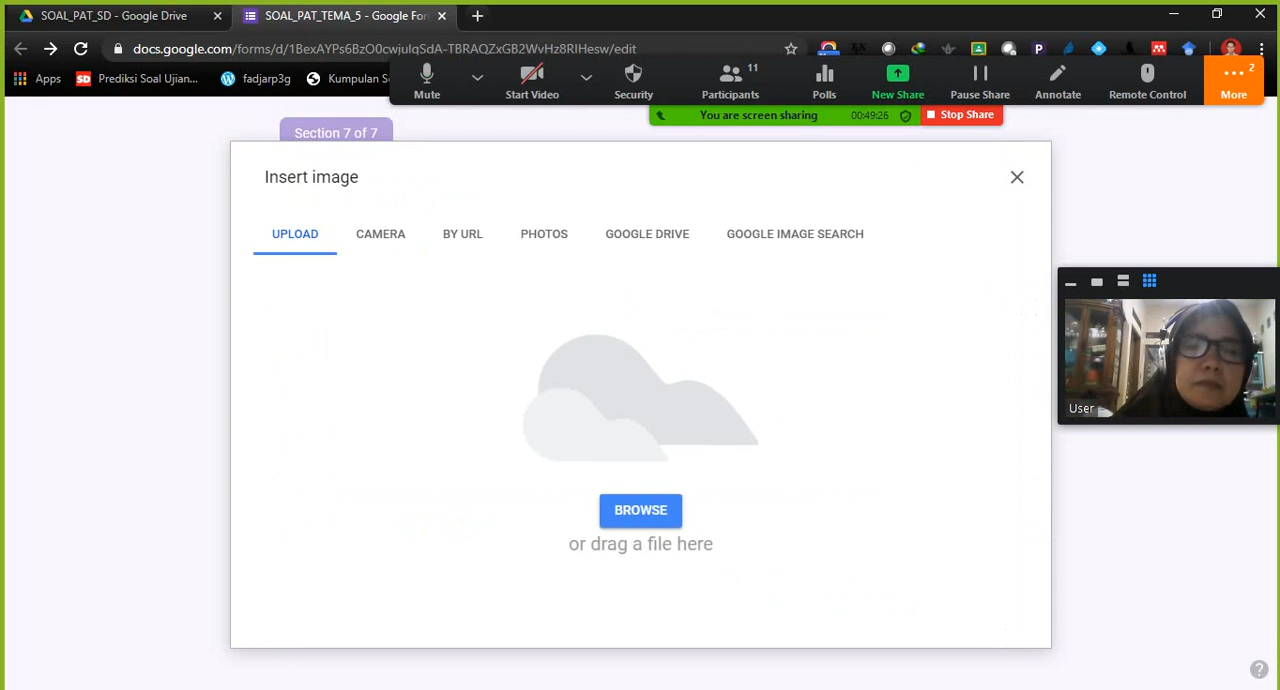 SOAL_PAT_SD - Google Drive
SOAL_PAT_TEMA_5 - Google For
docs.google.com/forms/d/1BexAYPs6BzO0cwjulqSdA-TBRAQZxGB2WvHz8RIHesw/edit
Apps
SD
Prediksi Soal Ujian...
fadjarp3g
Kumpulan S
Mute
Start Video
Security
Participants
11
Polls
New Share
Pause Share
Annotate
Remote Control
More
2
You are screen sharing
00:49:26
Stop Share
Section 7 of 7
Insert image
UPLOAD
CAMERA
BY URL
PHOTOS
GOOGLE DRIVE
GOOGLE IMAGE SEARCH
BROWSE
or drag a file here
User